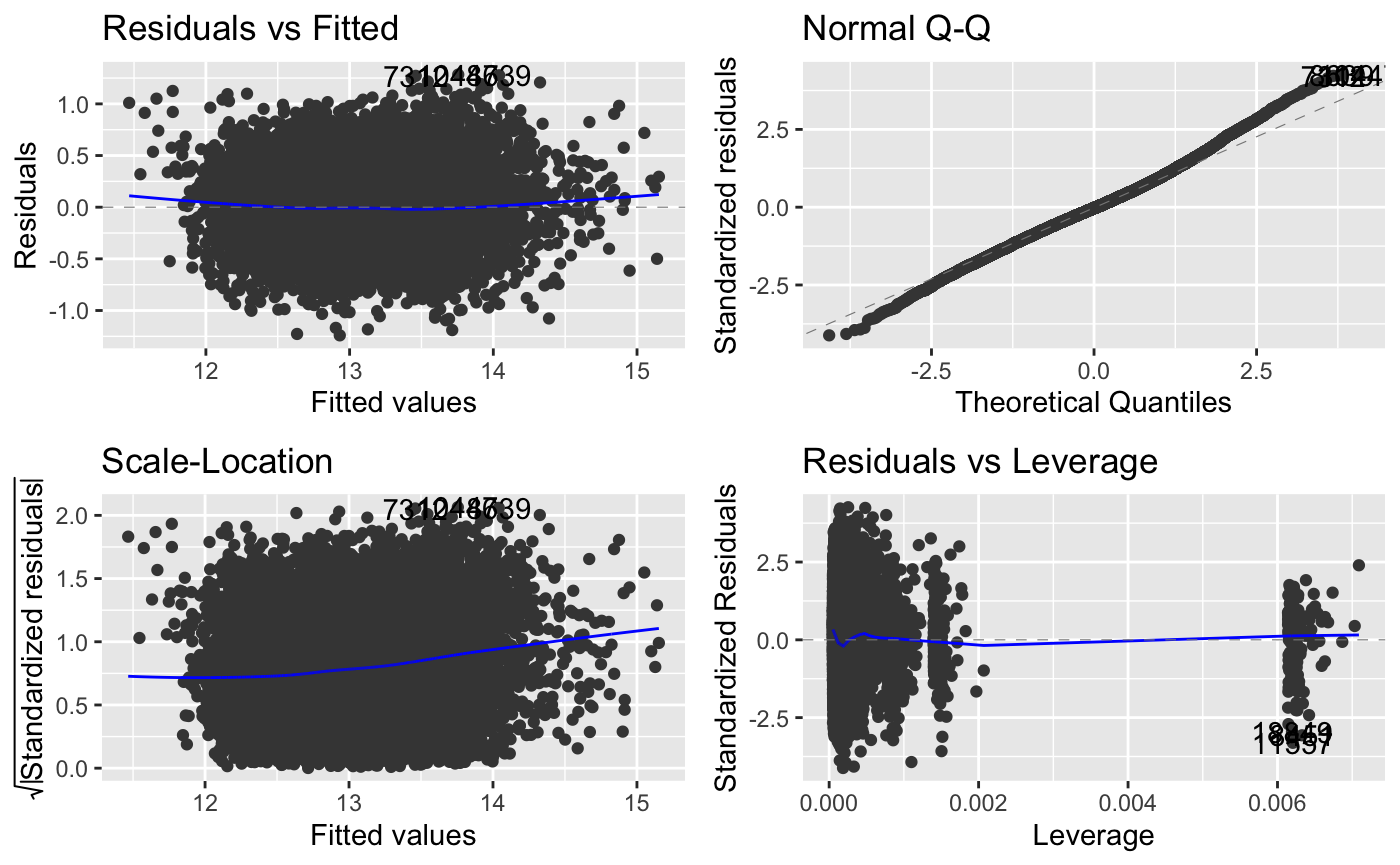 Residuals vs Fitted
Residuals
1.0
0.5
0.0
-0.5
-1.0
12
13
14
15
Fitted values
Normal Q-Q
Standardized residuals
2.5
0.0
-2.5
-2.5
0.0
2.5
Theoretical Quantiles
Scale-Location
√|Standardized residuals|
2.0
1.5
1.0
0.5
0.0
12
13
14
15
Fitted values
Residuals vs Leverage
Standardized Residuals
2.5
0.0
-2.5
0.000
0.002
0.004
0.006
Leverage